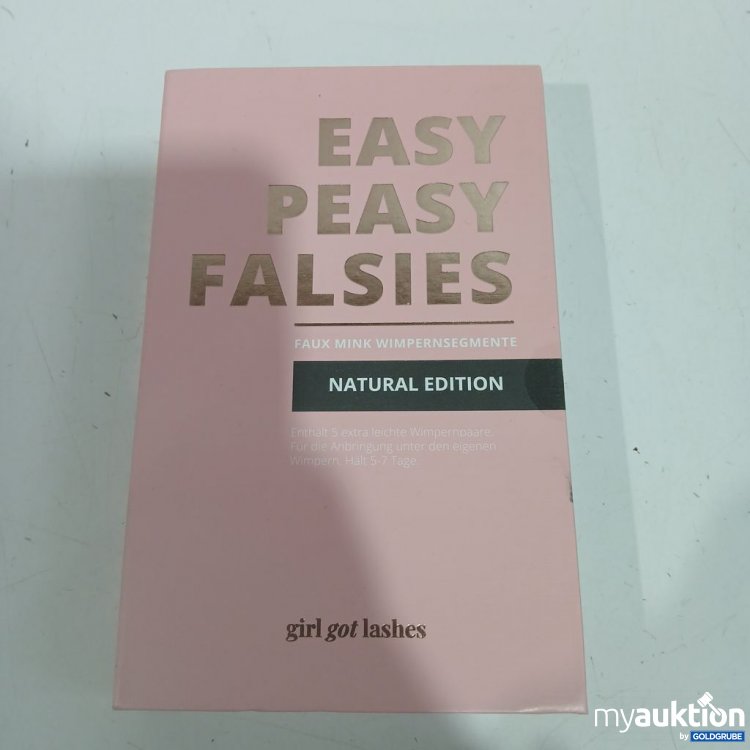 EASY
PEASY
FALSIES
FAUX MINK WIMPERNSEGMENTE
NATURAL EDITION
Enthält 5 extra leichte Wimpernpaare.
Für die Anbringung unter den eigenen
Wimpern. Hält 5-7 Tage.
girl got lashes
myauktion
by GOLDGRUBE